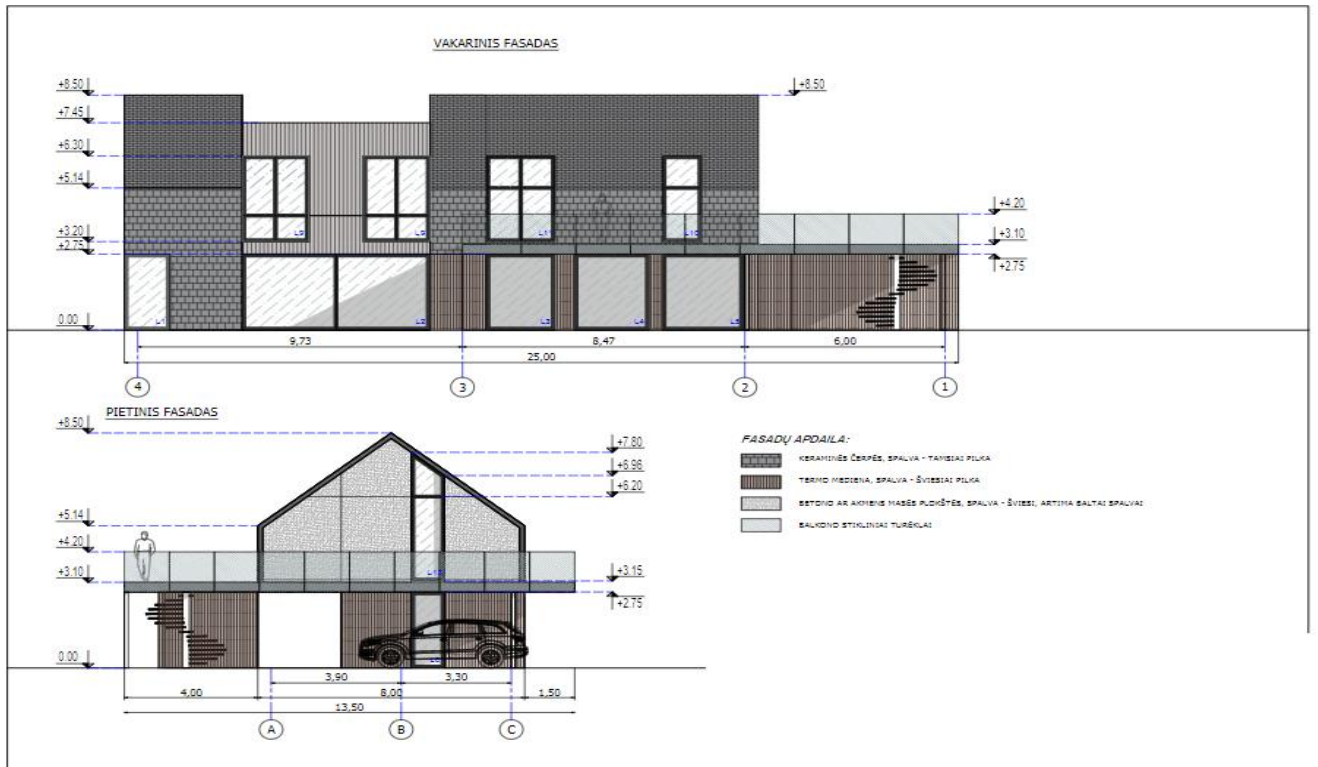 VAKARINIS FASADAS
+8.50
+8.50
+7.45
+6.30
+5.14
+4.20
+3.20
+3.10
+2.75
+2.75
L9
L9
L11
L10
0.00
L1
L2
L3
L4
L5
9,73
8,47
6,00
25,00
4
3
2
1
PIETINIS FASADAS
+8.50
+7.80
+6.98
+6.20
+5.14
+4.20
+3.10
+3.15
+2.75
0.00
3,90
3,30
4,00
8,00
1,50
13,50
A
B
C
FASADŲ APDAILA:
KERAMINĖS ČERPĖS, SPALVA - TAMSIAI PILKA
TERMO MEDIENA, SPALVA - ŠVIESIAI PILKA
BETONO AR AKMENS MASĖS PLOKŠTĖS, SPALVA - ŠVIESI, ARTIMA BALTAI SPALVAI
BALKONO STIKLINIAI TURĖKLAI